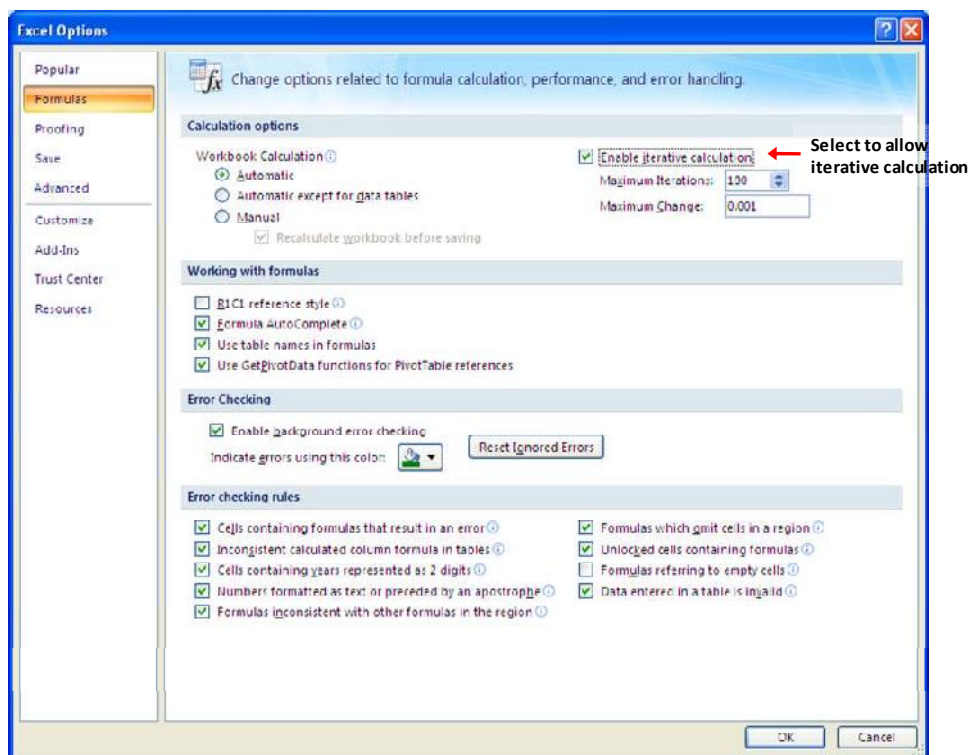 Excel Options
Popular
Formulas
Proofing
Save
Advanced
Customize
Add-Ins
Trust Center
Resources
Change options related to formula calculation, performance, and error handling.
Calculation options
Workbook Calculation
Automatic
Automatic except for data tables
Manual
Recalculate workbook before saving
Enable iterative calculation
Maximum Iterations: 100
Maximum Change: 0.001
Select to allow
iterative calculation
Working with formulas
R1C1 reference style
Formula AutoComplete
Use table names in formulas
Use GetPivotData functions for PivotTable references
Error Checking
Enable background error checking
Indicate errors using this color:
Reset Ignored Errors
Error checking rules
Cells containing formulas that result in an error
Inconsistent calculated column formula in tables
Cells containing years represented as 2 digits
Numbers formatted as text or preceded by an apostrophe
Formulas inconsistent with other formulas in the region
Formulas which omit cells in a region
Unlocked cells containing formulas
Formulas referring to empty cells
Data entered in a table is invalid
OK
Cancel